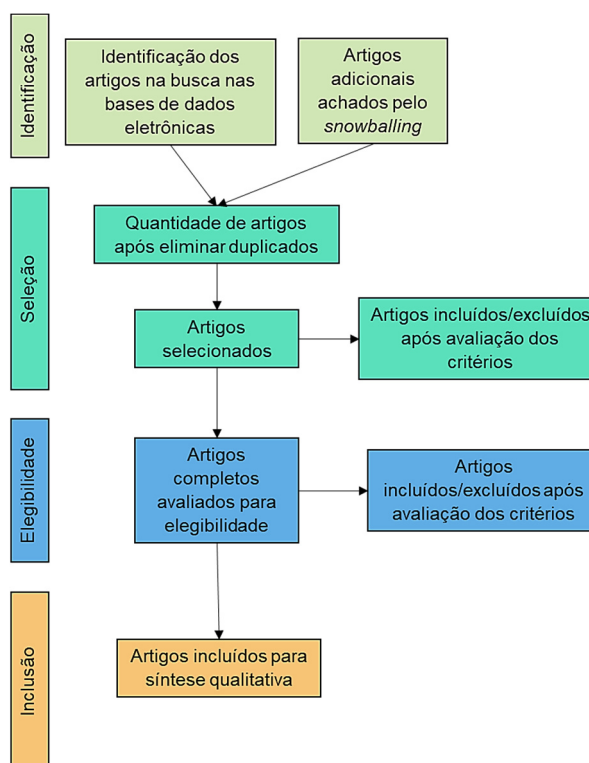 Identificação
Identificação dos
artigos na busca nas
bases de dados
eletrônicas
Artigos
adicionais
achados pelo
snowballing
Seleção
Quantidade de artigos
após eliminar duplicados
Artigos
selecionados
Artigos incluídos/excluídos
após avaliação dos
critérios
Elegibilidade
Artigos
completos
avaliados para
elegibilidade
Artigos
incluídos/excluídos após
avaliação dos critérios
Inclusão
Artigos incluídos para
síntese qualitativa